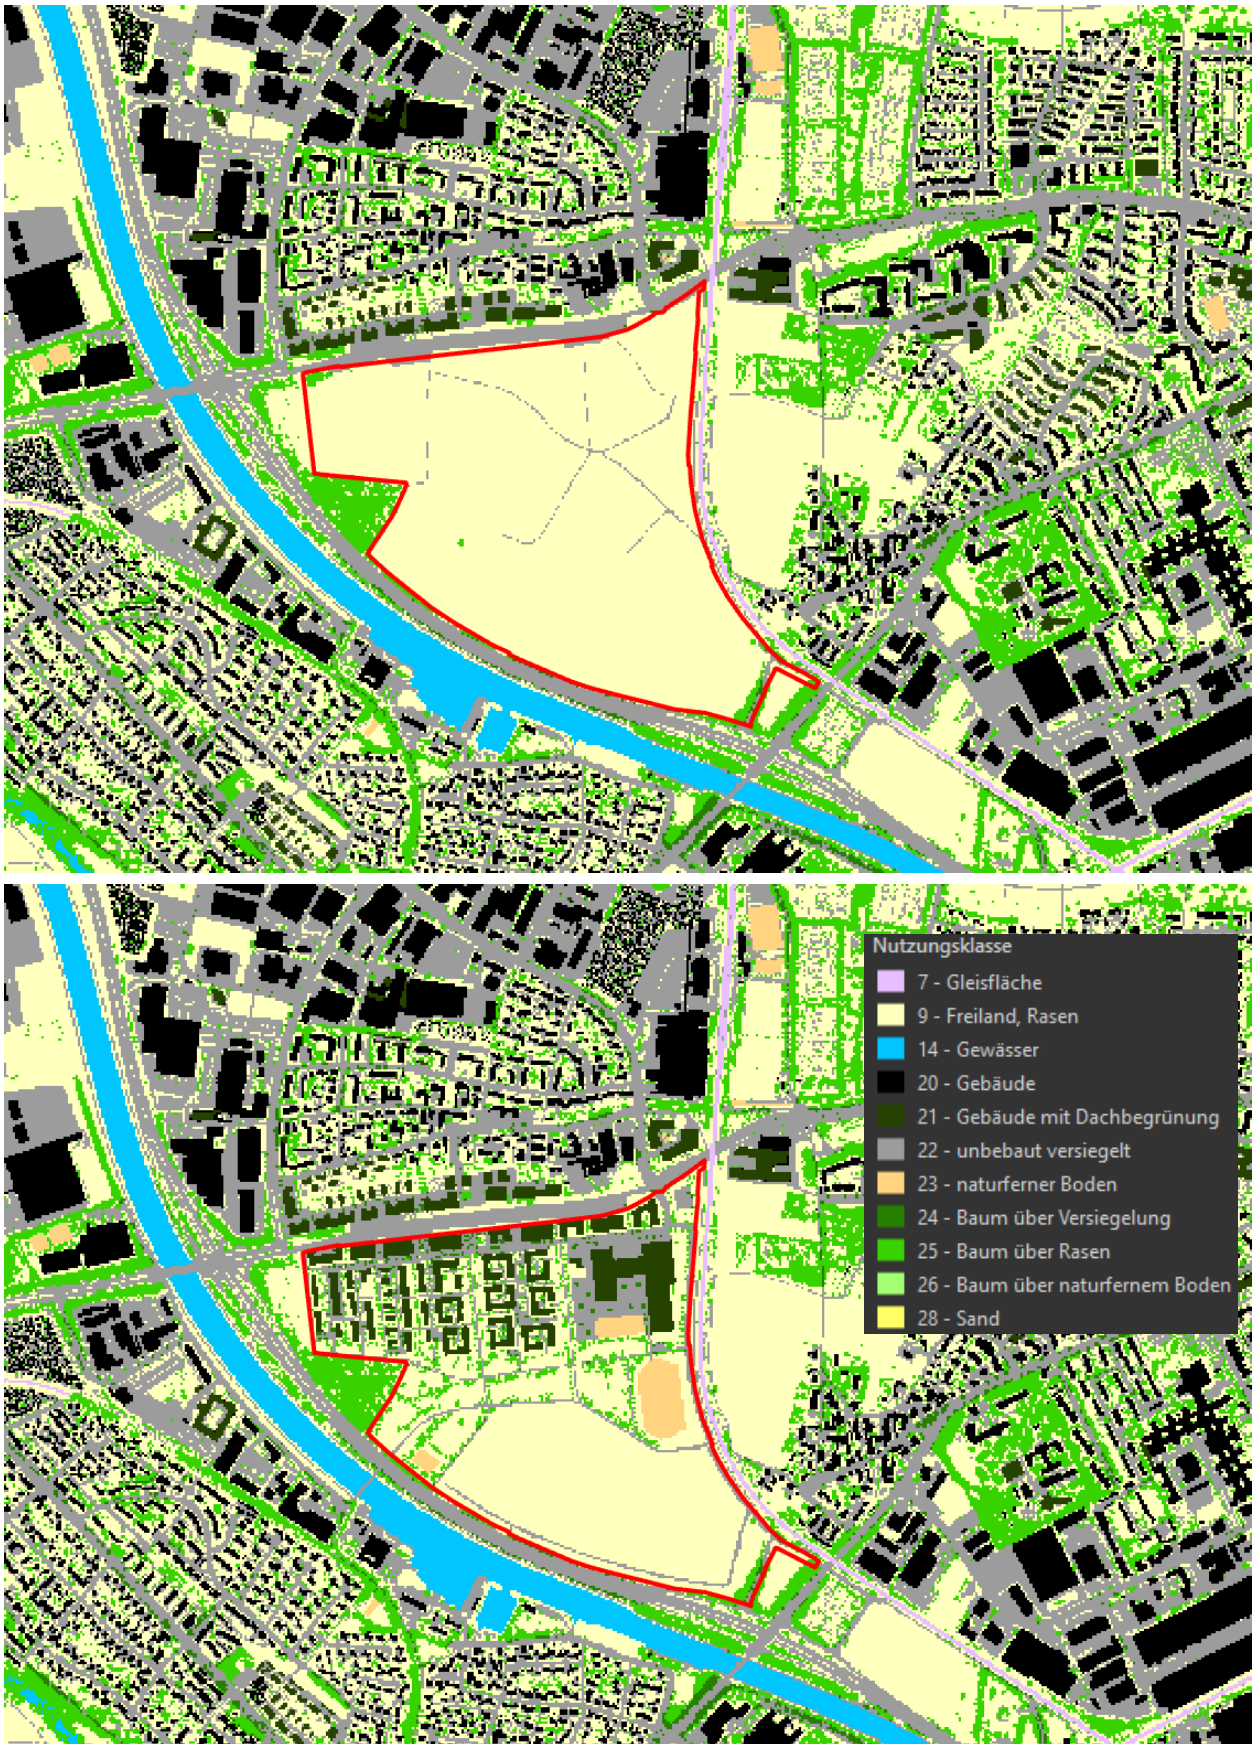 Nutzungsklasse
7 - Gleisfläche
9 - Freiland, Rasen
14 - Gewässer
20 - Gebäude
21 - Gebäude mit Dachbegrünung
22 - unbebaut versiegelt
23 - naturferner Boden
24 - Baum über Versiegelung
25 - Baum über Rasen
26 - Baum über naturfernem Boden
28 - Sand